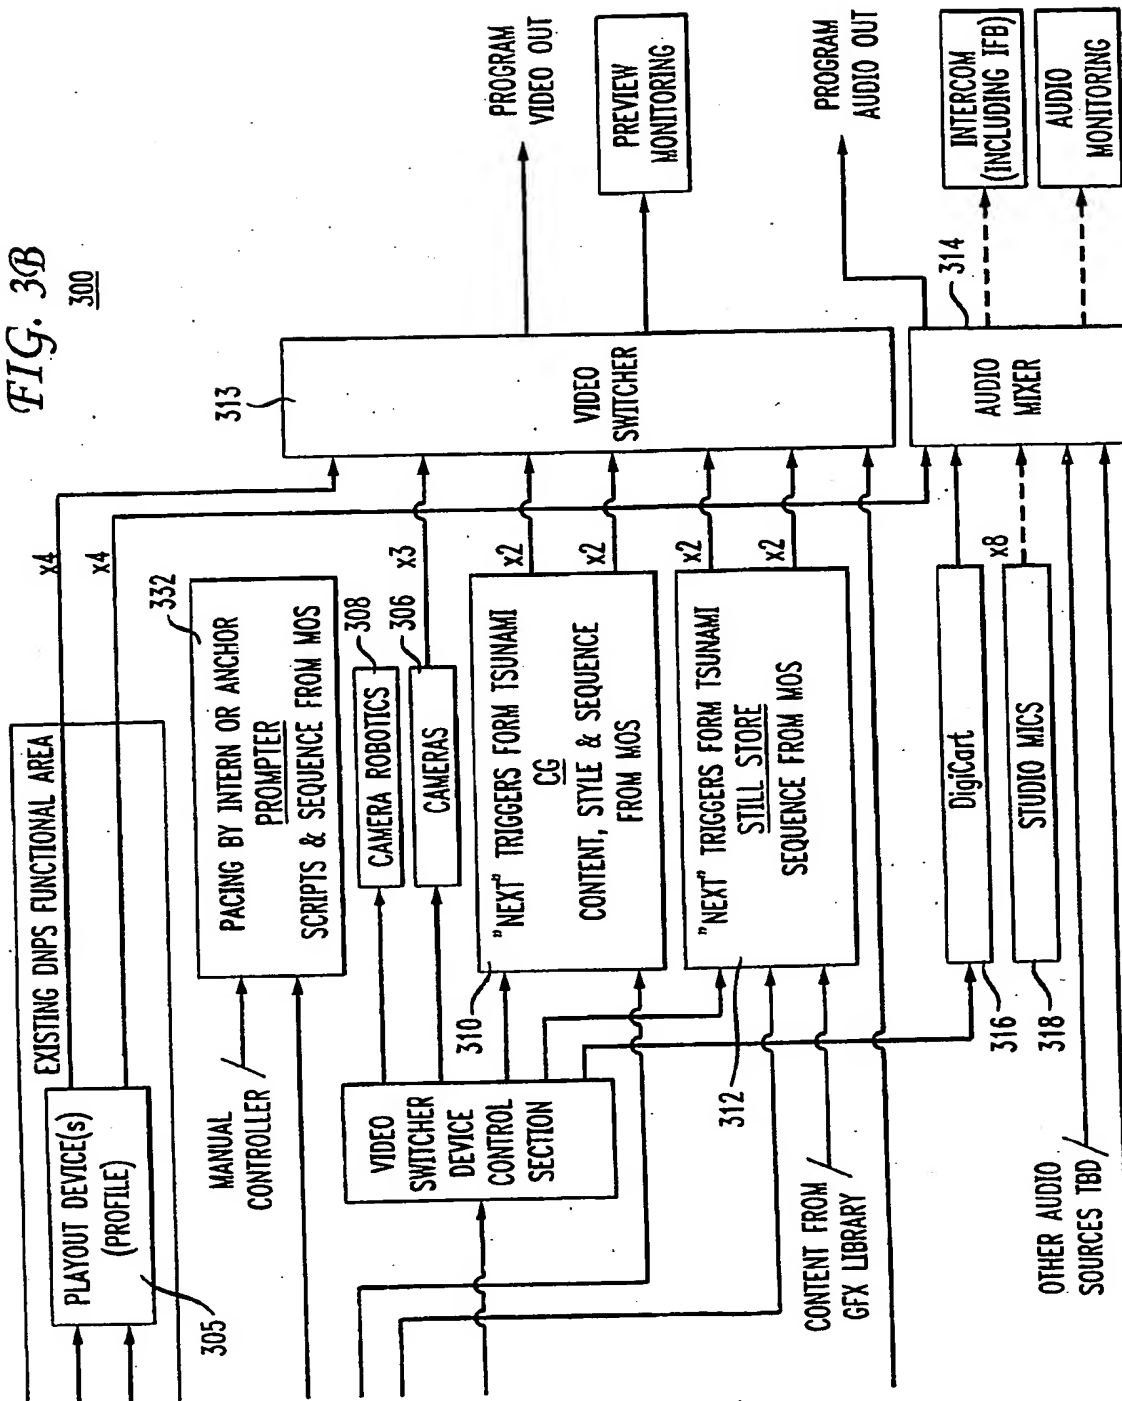 FIG. 3B
300
EXISTING DNPS FUNCTIONAL AREA
PLAYOUT DEVICE(s)
(PROFILE)
305
x4
x4
332
PACING BY INTERN OR ANCHOR
PROMPTER
SCRIPTS & SEQUENCE FROM MOS
MANUAL
CONTROLLER
CAMERA ROBOTICS
308
CAMERAS
306
x3
VIDEO
SWITCHER
DEVICE
CONTROL
SECTION
310
"NEXT" TRIGGERS FORM TSUNAMI
CG
CONTENT, STYLE & SEQUENCE
FROM MOS
x2
x2
312
"NEXT" TRIGGERS FORM TSUNAMI
STILL STORE
SEQUENCE FROM MOS
x2
x2
CONTENT FROM
GFX LIBRARY
313
VIDEO
SWITCHER
PROGRAM
VIDEO OUT
PREVIEW
MONITORING
DigiCart
316
STUDIO MICS
318
x8
OTHER AUDIO
SOURCES TBD
AUDIO
MIXER
314
PROGRAM
AUDIO OUT
INTERCOM
(INCLUDING IFB)
AUDIO
MONITORING